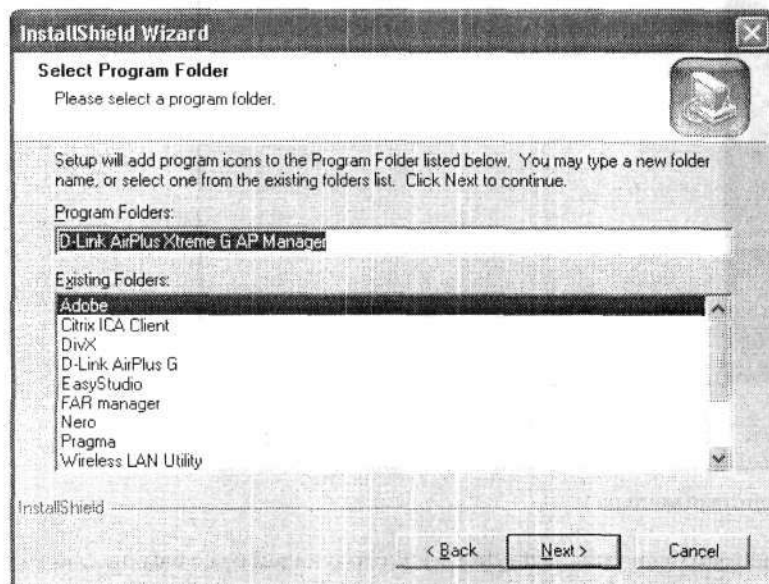 InstallShield Wizard
Select Program Folder
Please select a program folder.
Setup will add program icons to the Program Folder listed below. You may type a new folder
name, or select one from the existing folders list. Click Next to continue.
Program Folders:
D-Link AirPlus Xtreme G AP Manager
Existing Folders:
Adobe
Citrix ICA Client
DivX
D-Link AirPlus G
EasyStudio
FAR manager
Nero
Pragma
Wireless LAN Utility
InstallShield
< Back Next > Cancel